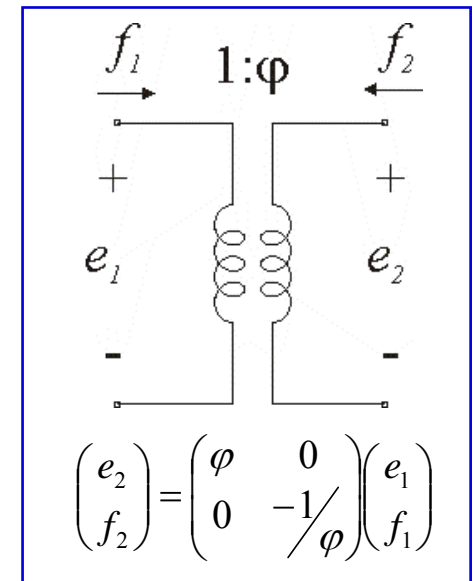 f₁ 1:φ f₂
+ +
e₁ e₂
- -
(e₂ f₂) = (φ 0 0 -1/φ)(e₁ f₁)